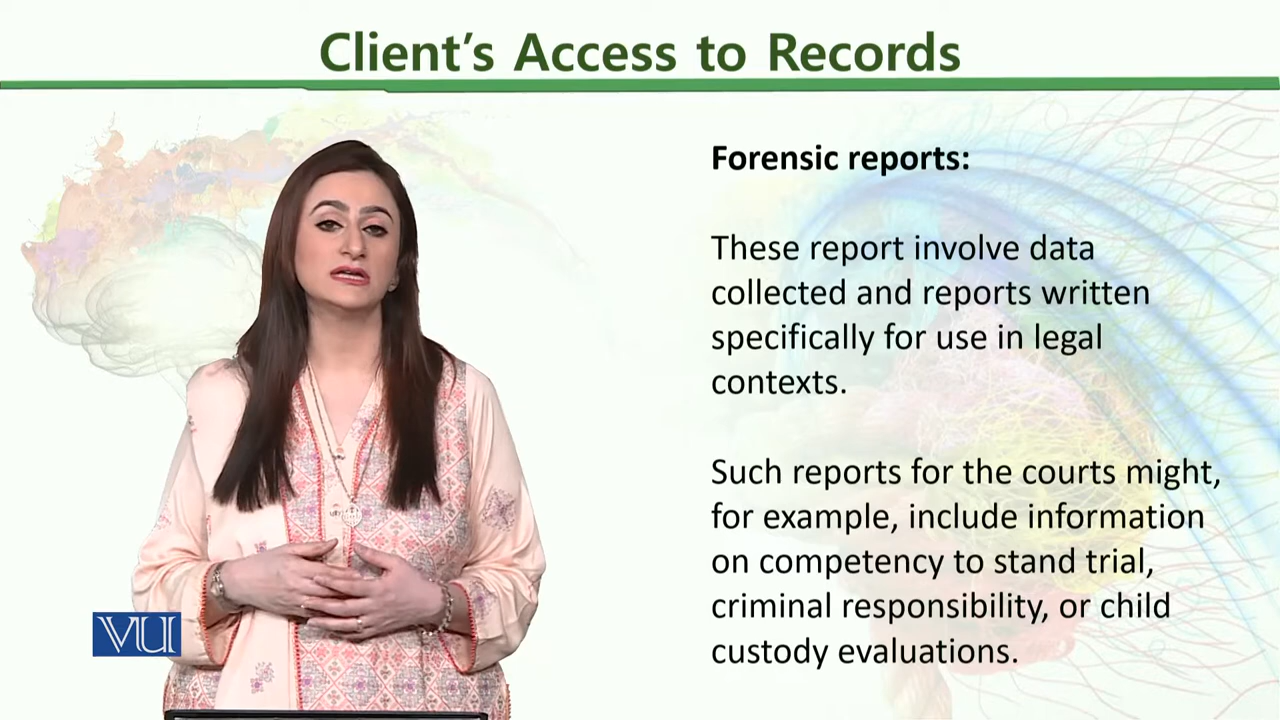 Client's Access to Records
Forensic reports:
These report involve data
collected and reports written
specifically for use in legal
contexts.
Such reports for the courts might,
for example, include information
on competency to stand trial,
criminal responsibility, or child
custody evaluations.
VU